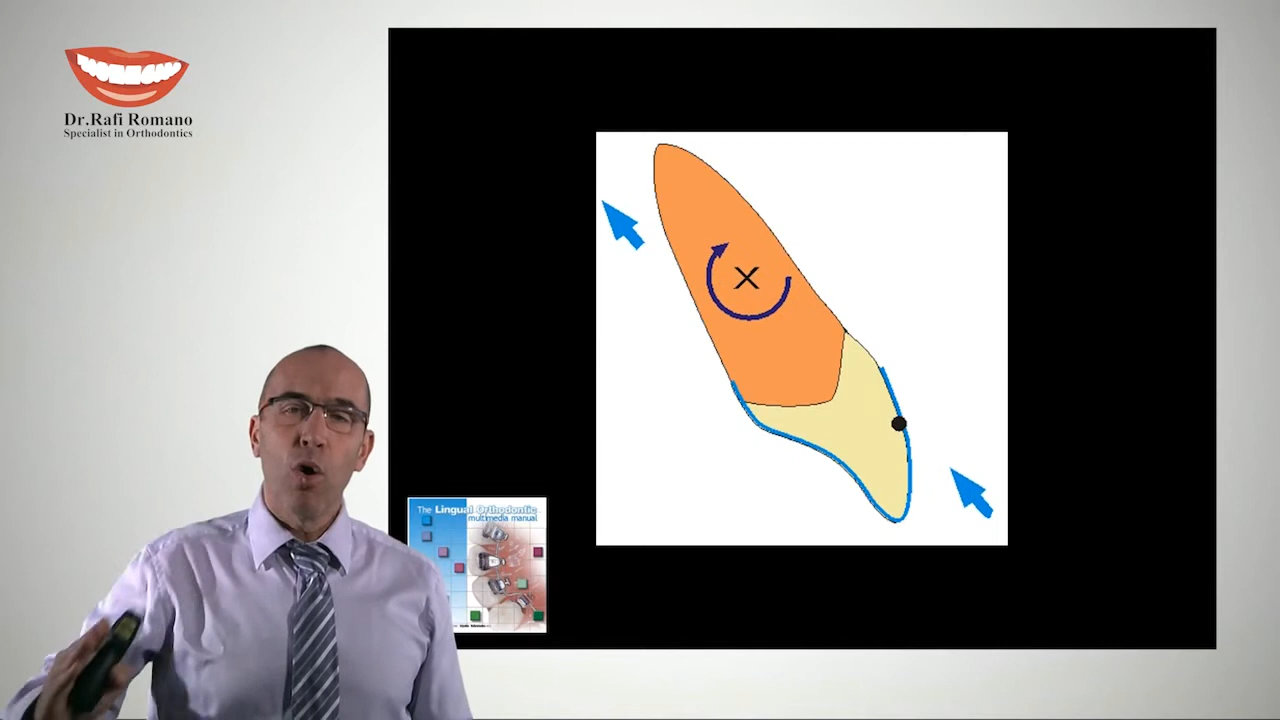 Dr.Rafi Romano
Specialist in Orthodontics
X
The Lingual Orthodontic
multimedia manual